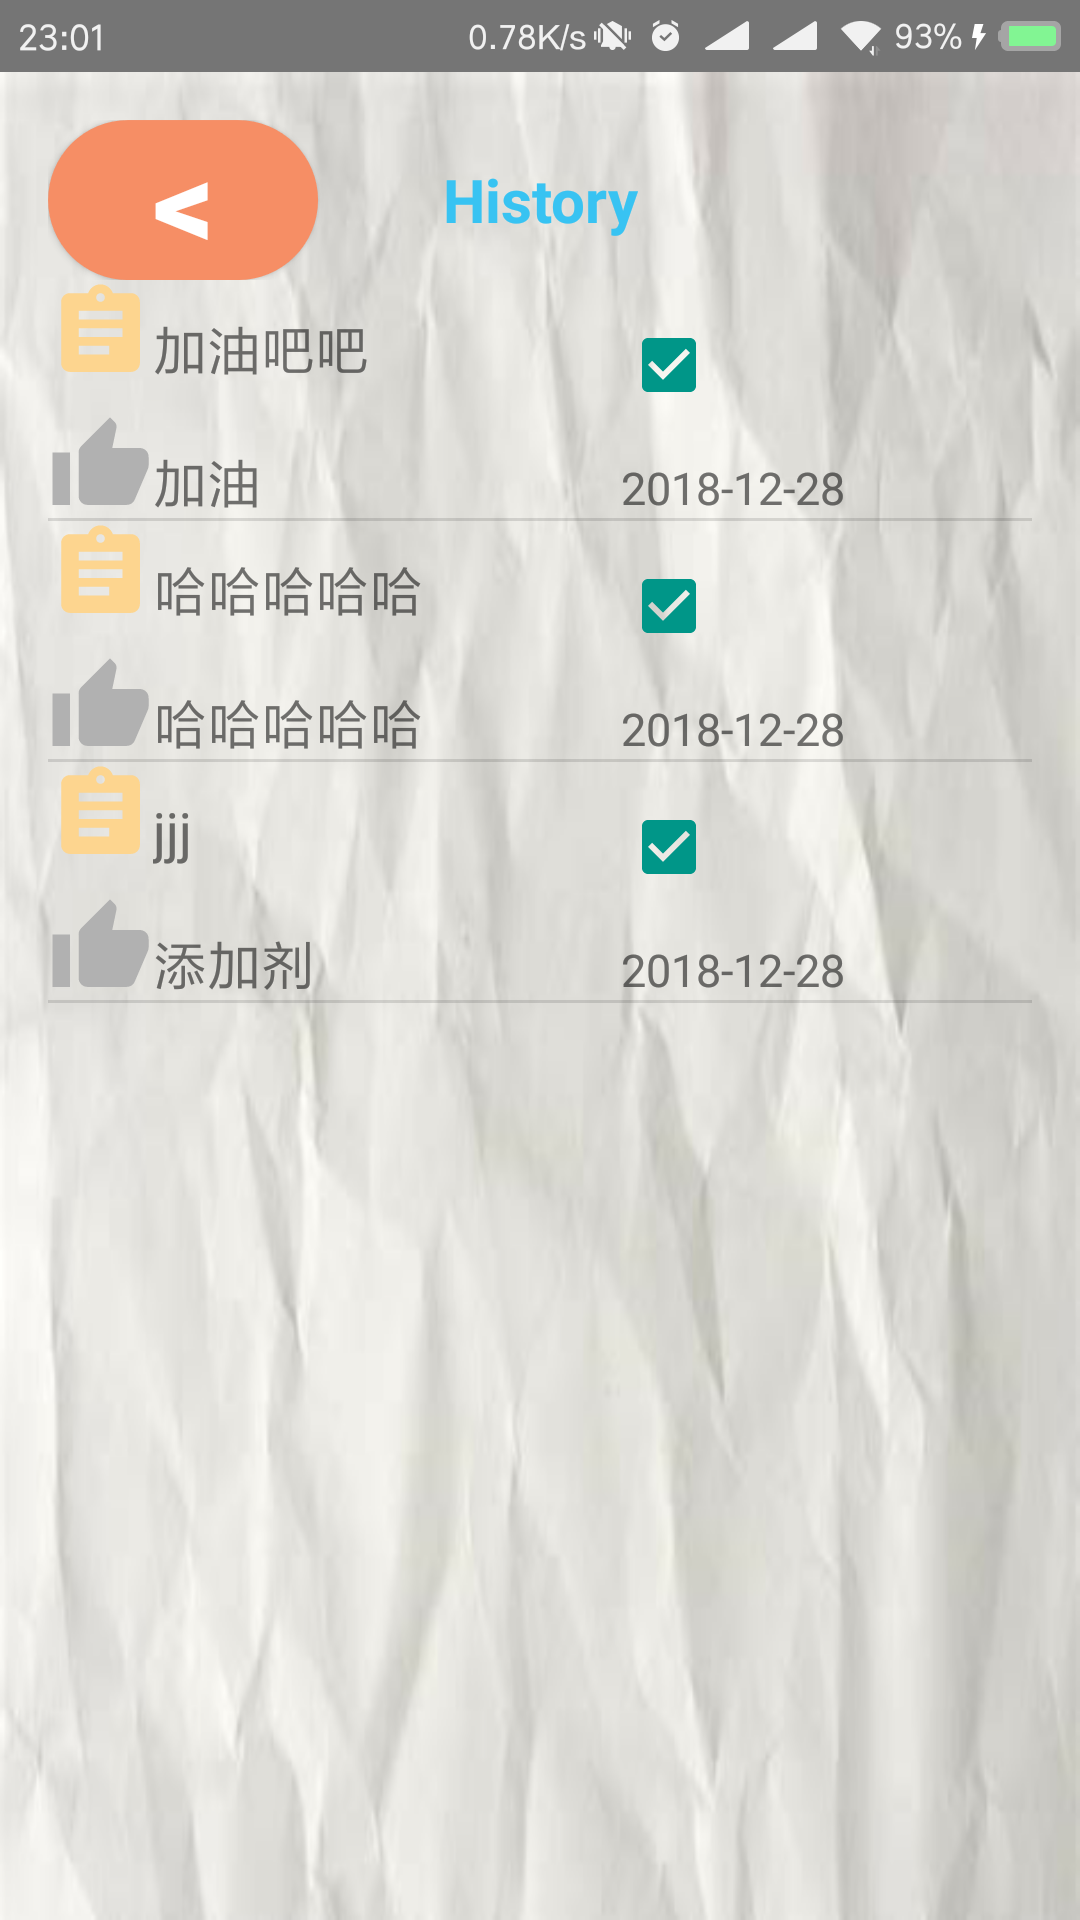 23:01 0.78K/s 93%
< History
加油吧吧
加油 2018-12-28
哈哈哈哈哈
哈哈哈哈哈 2018-12-28
jjj
添加剂 2018-12-28